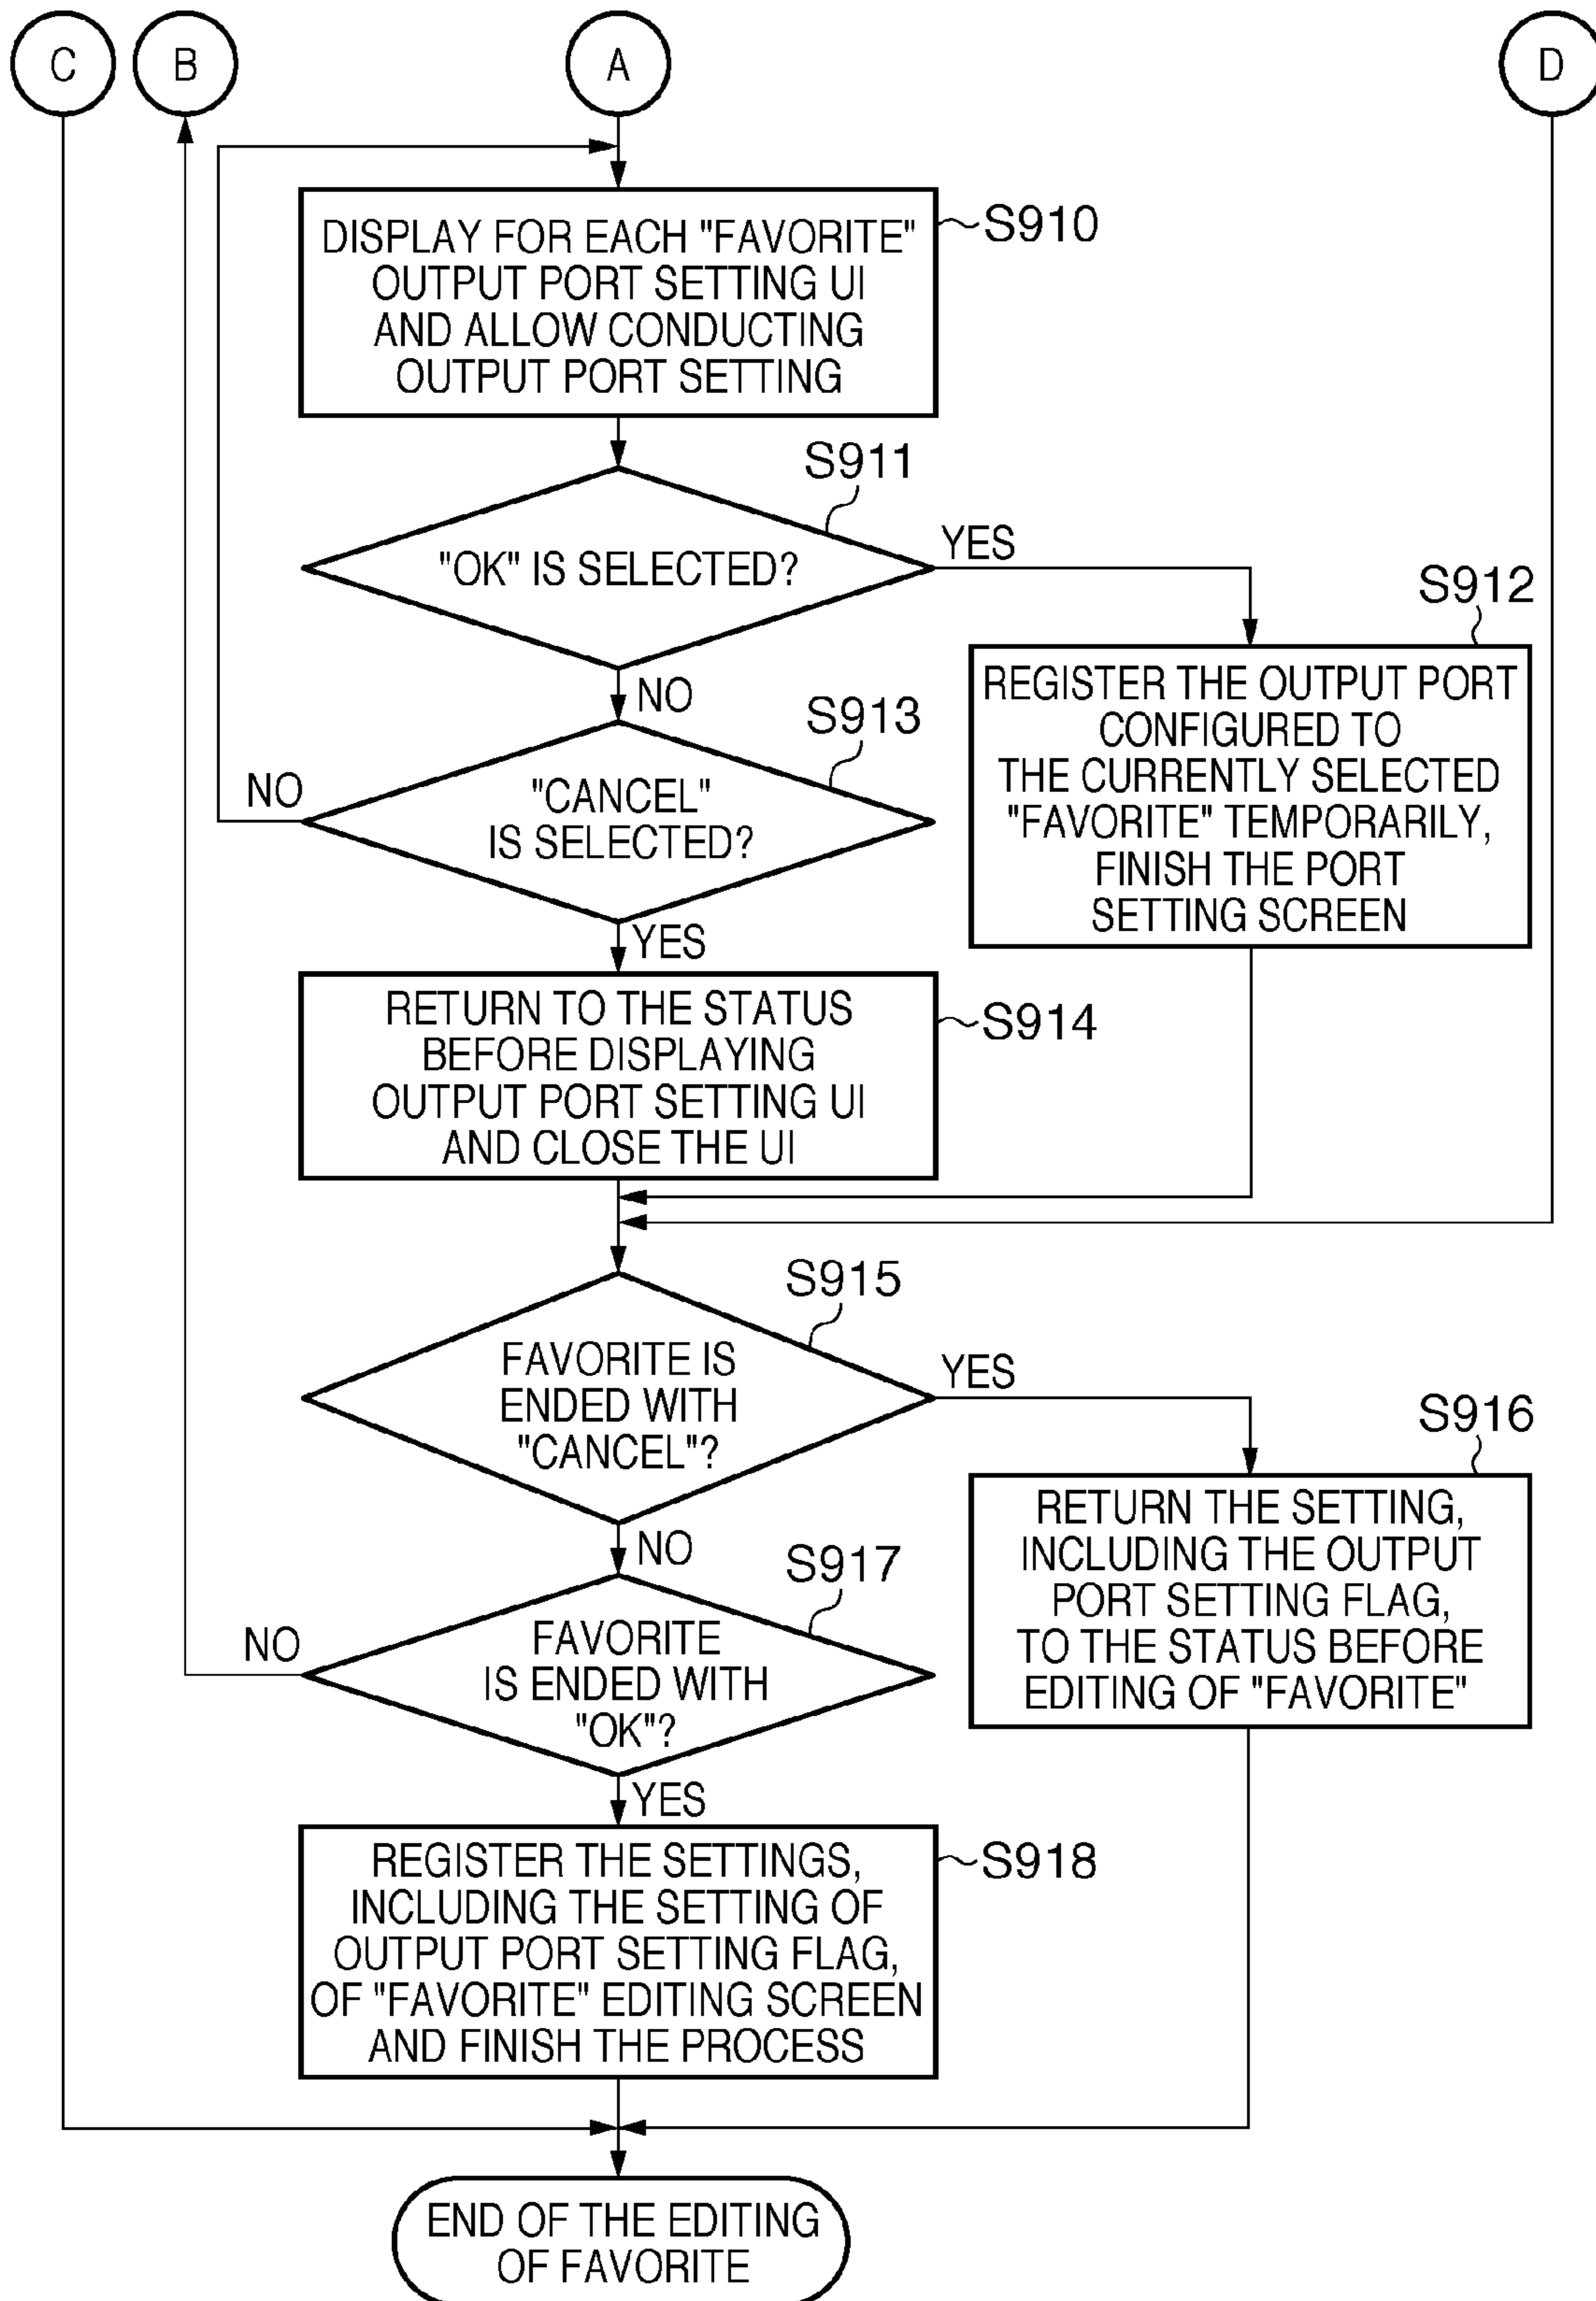 C
B
A
D
DISPLAY FOR EACH "FAVORITE"
OUTPUT PORT SETTING UI
AND ALLOW CONDUCTING
OUTPUT PORT SETTING
S910
S911
"OK" IS SELECTED?
YES
NO
S912
REGISTER THE OUTPUT PORT
CONFIGURED TO
THE CURRENTLY SELECTED
"FAVORITE" TEMPORARILY,
FINISH THE PORT
SETTING SCREEN
S913
"CANCEL"
IS SELECTED?
NO
YES
RETURN TO THE STATUS
BEFORE DISPLAYING
OUTPUT PORT SETTING UI
AND CLOSE THE UI
S914
S915
FAVORITE IS
ENDED WITH
"CANCEL"?
YES
NO
S916
RETURN THE SETTING,
INCLUDING THE OUTPUT
PORT SETTING FLAG,
TO THE STATUS BEFORE
EDITING OF "FAVORITE"
S917
FAVORITE
IS ENDED WITH
"OK"?
NO
YES
REGISTER THE SETTINGS,
INCLUDING THE SETTING OF
OUTPUT PORT SETTING FLAG,
OF "FAVORITE" EDITING SCREEN
AND FINISH THE PROCESS
S918
END OF THE EDITING
OF FAVORITE